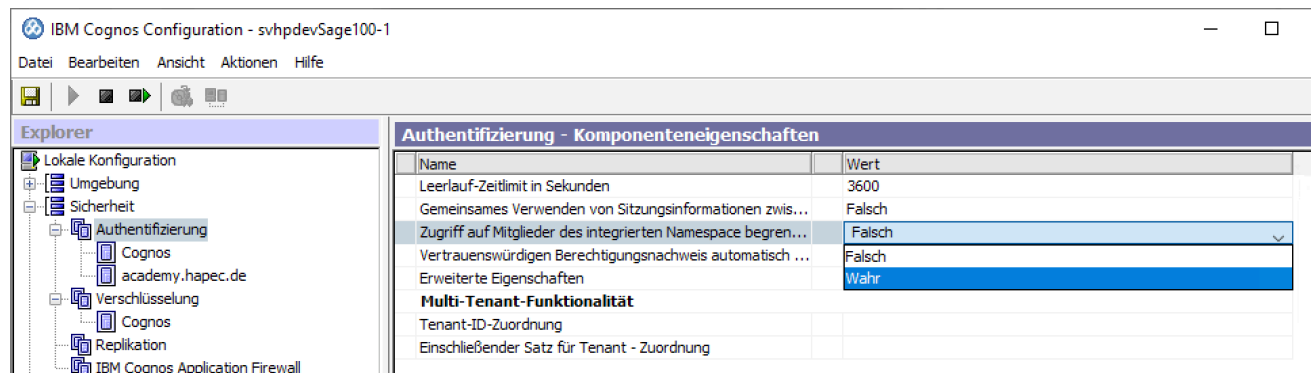 IBM Cognos Configuration - svhpdevSage100-1
Datei Bearbeiten Ansicht Aktionen Hilfe
Explorer
Lokale Konfiguration
Umgebung
Sicherheit
Authentifizierung
Cognos
academy.hapec.de
Verschlüsselung
Cognos
Replikation
IBM Cognos Application Firewall
Authentifizierung - Komponenteneigenschaften
Name Wert
Leerlauf-Zeitlimit in Sekunden 3600
Gemeinsames Verwenden von Sitzungsinformationen zwis... Falsch
Zugriff auf Mitglieder des integrierten Namespace begren... Falsch
Vertrauenswürdigen Berechtigungsnachweis automatisch ... Falsch
Erweiterte Eigenschaften Wahr
Multi-Tenant-Funktionalität
Tenant-ID-Zuordnung
Einschließender Satz für Tenant - Zuordnung